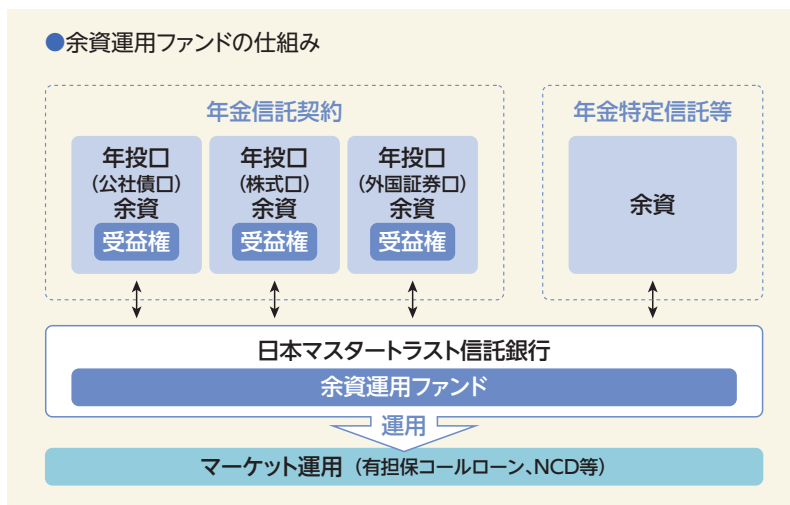 ●余資運用ファンドの仕組み
年金信託契約
年投口
(公社債口)
余資
受益権
年投口
(株式口)
余資
受益権
年投口
(外国証券口)
余資
受益権
年金特定信託等
余資
日本マスタートラスト信託銀行
余資運用ファンド
運用
マーケット運用（有担保コールローン、NCD等）